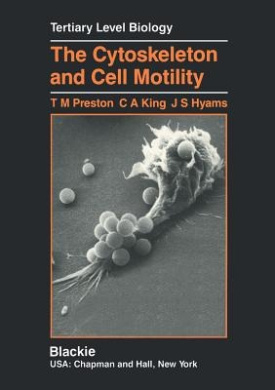 Tertiary Level Biology
The Cytoskeleton
and Cell Motility
T M Preston C A King J S Hyams
Blackie
USA: Chapman and Hall, New York